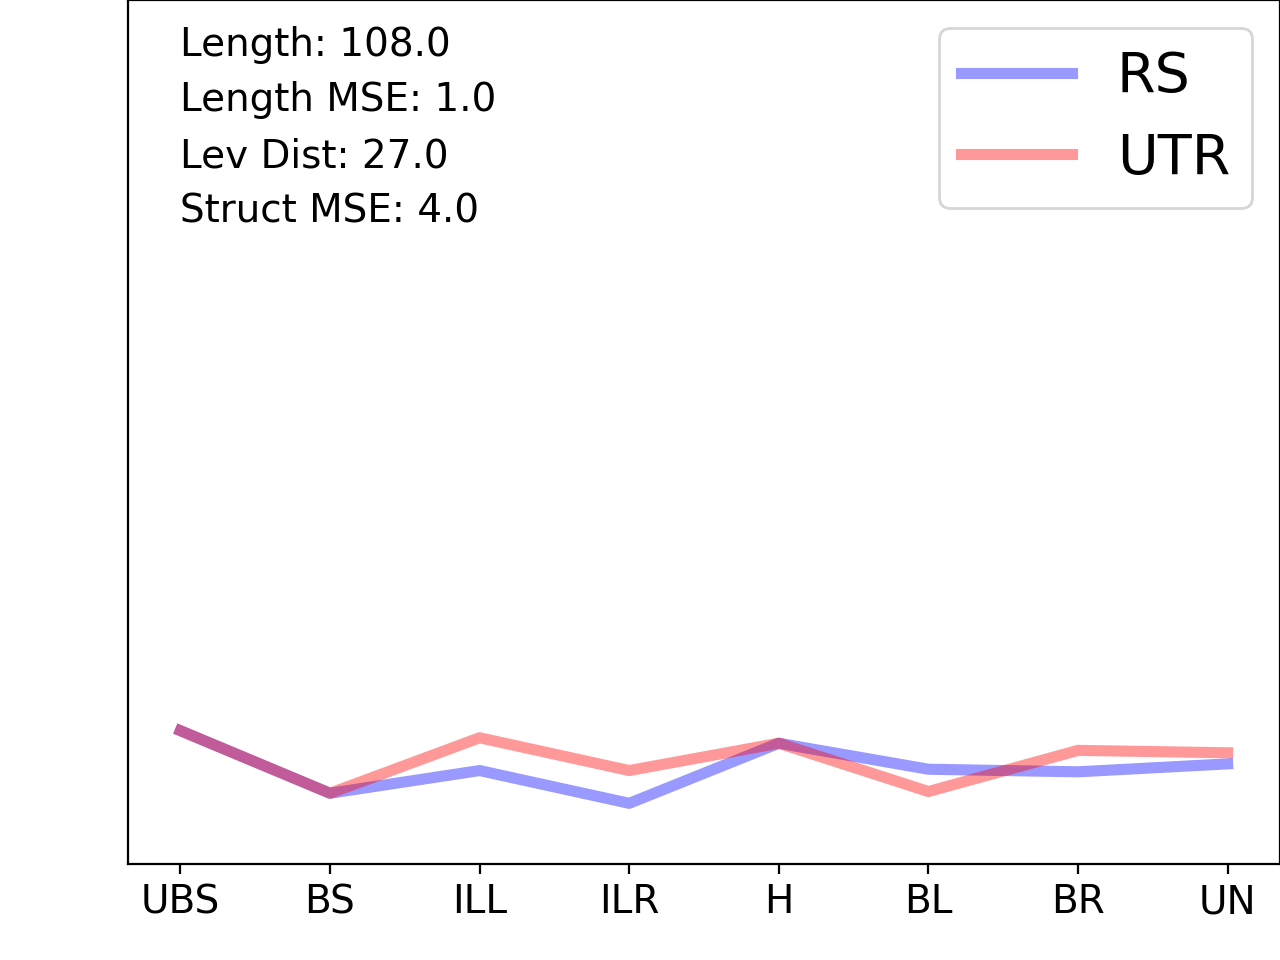 Length: 108.0
Length MSE: 1.0
Lev Dist: 27.0
Struct MSE: 4.0
RS
UTR
UBS BS ILL ILR H BL BR UN